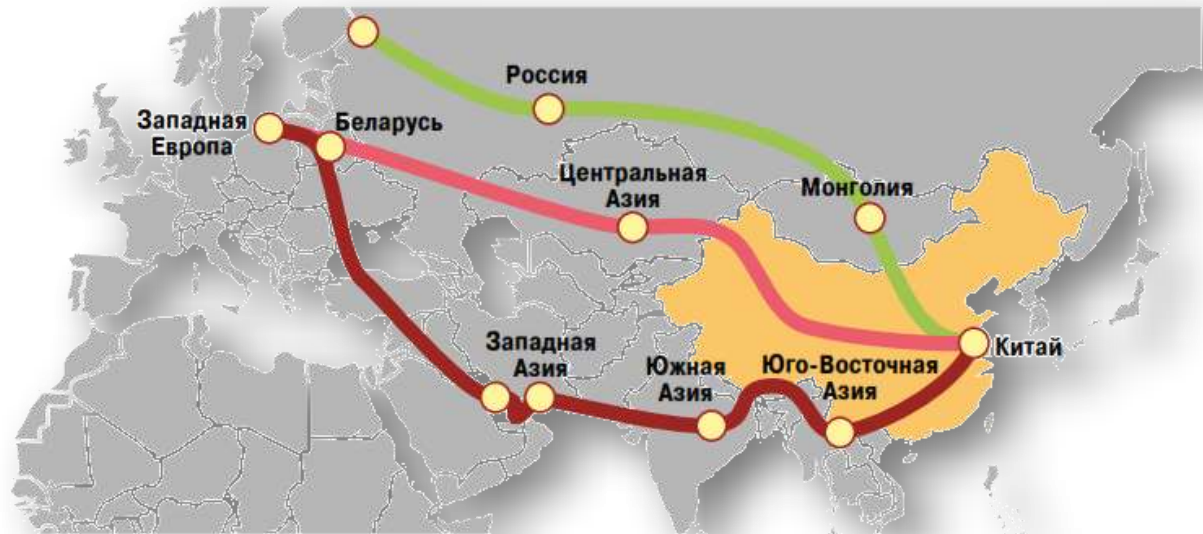 Россия
Западная
Европа
Беларусь
Центральная
Азия
Монголия
Западная
Азия
Южная
Азия
Юго-Восточная
Азия
Китай